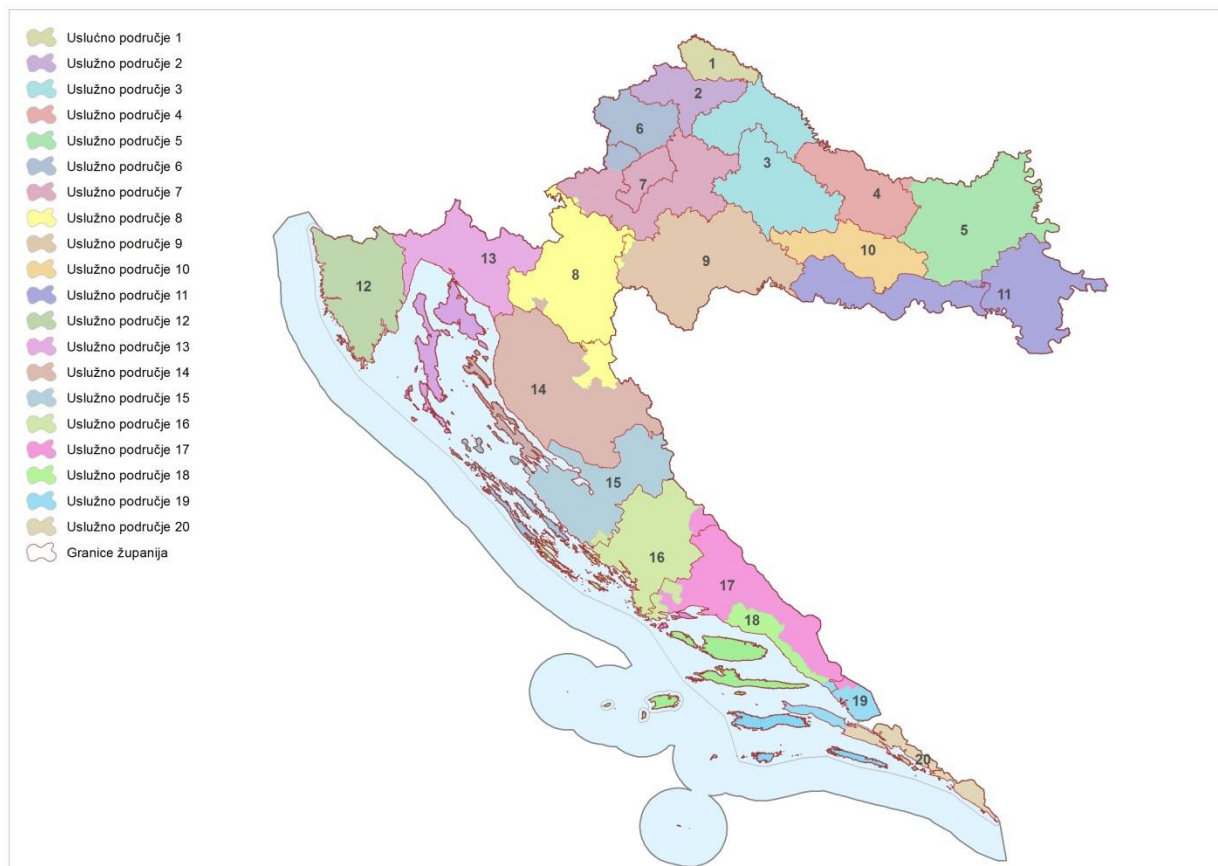 Uslućno područje 1
Uslužno područje 2
Uslužno područje 3
Uslužno područje 4
Uslužno područje 5
Uslužno područje 6
Uslužno područje 7
Uslužno područje 8
Uslužno područje 9
Uslužno područje 10
Uslužno područje 11
Uslužno područje 12
Uslužno područje 13
Uslužno područje 14
Uslužno područje 15
Uslužno područje 16
Uslužno područje 17
Uslužno područje 18
Uslužno područje 19
Uslužno područje 20
Granice županija
1
2
6
3
7
4
5
10
9
8
13
12
11
14
15
16
17
18
19
20